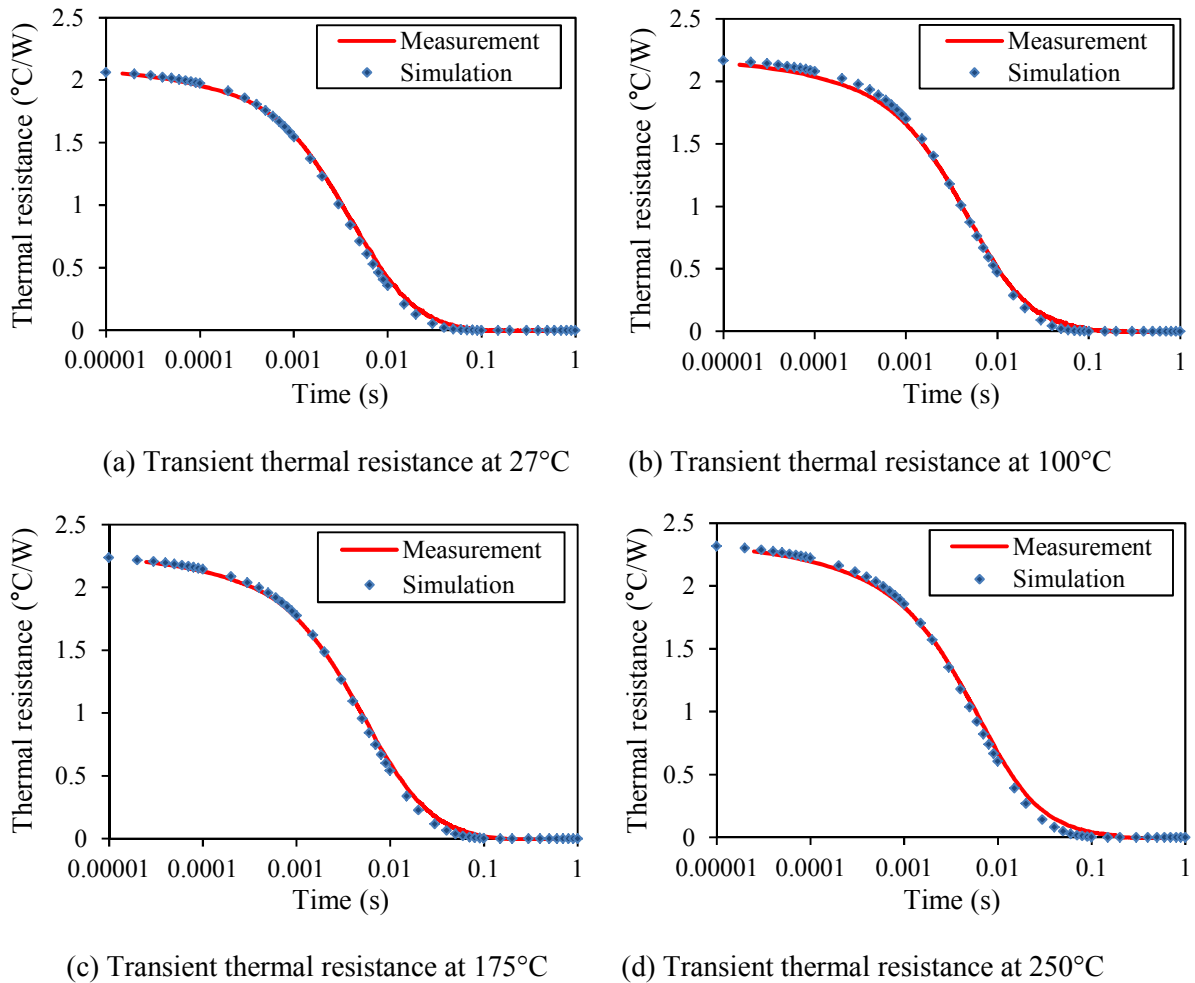 2.5
2
1.5
1
0.5
0
Thermal resistance (°C/W)
Measurement
Simulation
0.00001 0.0001 0.001 0.01 0.1 1
Time (s)
(a) Transient thermal resistance at 27°C
2.5
2
1.5
1
0.5
0
Thermal resistance (°C/W)
Measurement
Simulation
0.00001 0.0001 0.001 0.01 0.1 1
Time (s)
(b) Transient thermal resistance at 100°C
2.5
2
1.5
1
0.5
0
Thermal resistance (°C/W)
Measurement
Simulation
0.00001 0.0001 0.001 0.01 0.1 1
Time (s)
(c) Transient thermal resistance at 175°C
2.5
2
1.5
1
0.5
0
Thermal resistance (°C/W)
Measurement
Simulation
0.00001 0.0001 0.001 0.01 0.1 1
Time (s)
(d) Transient thermal resistance at 250°C